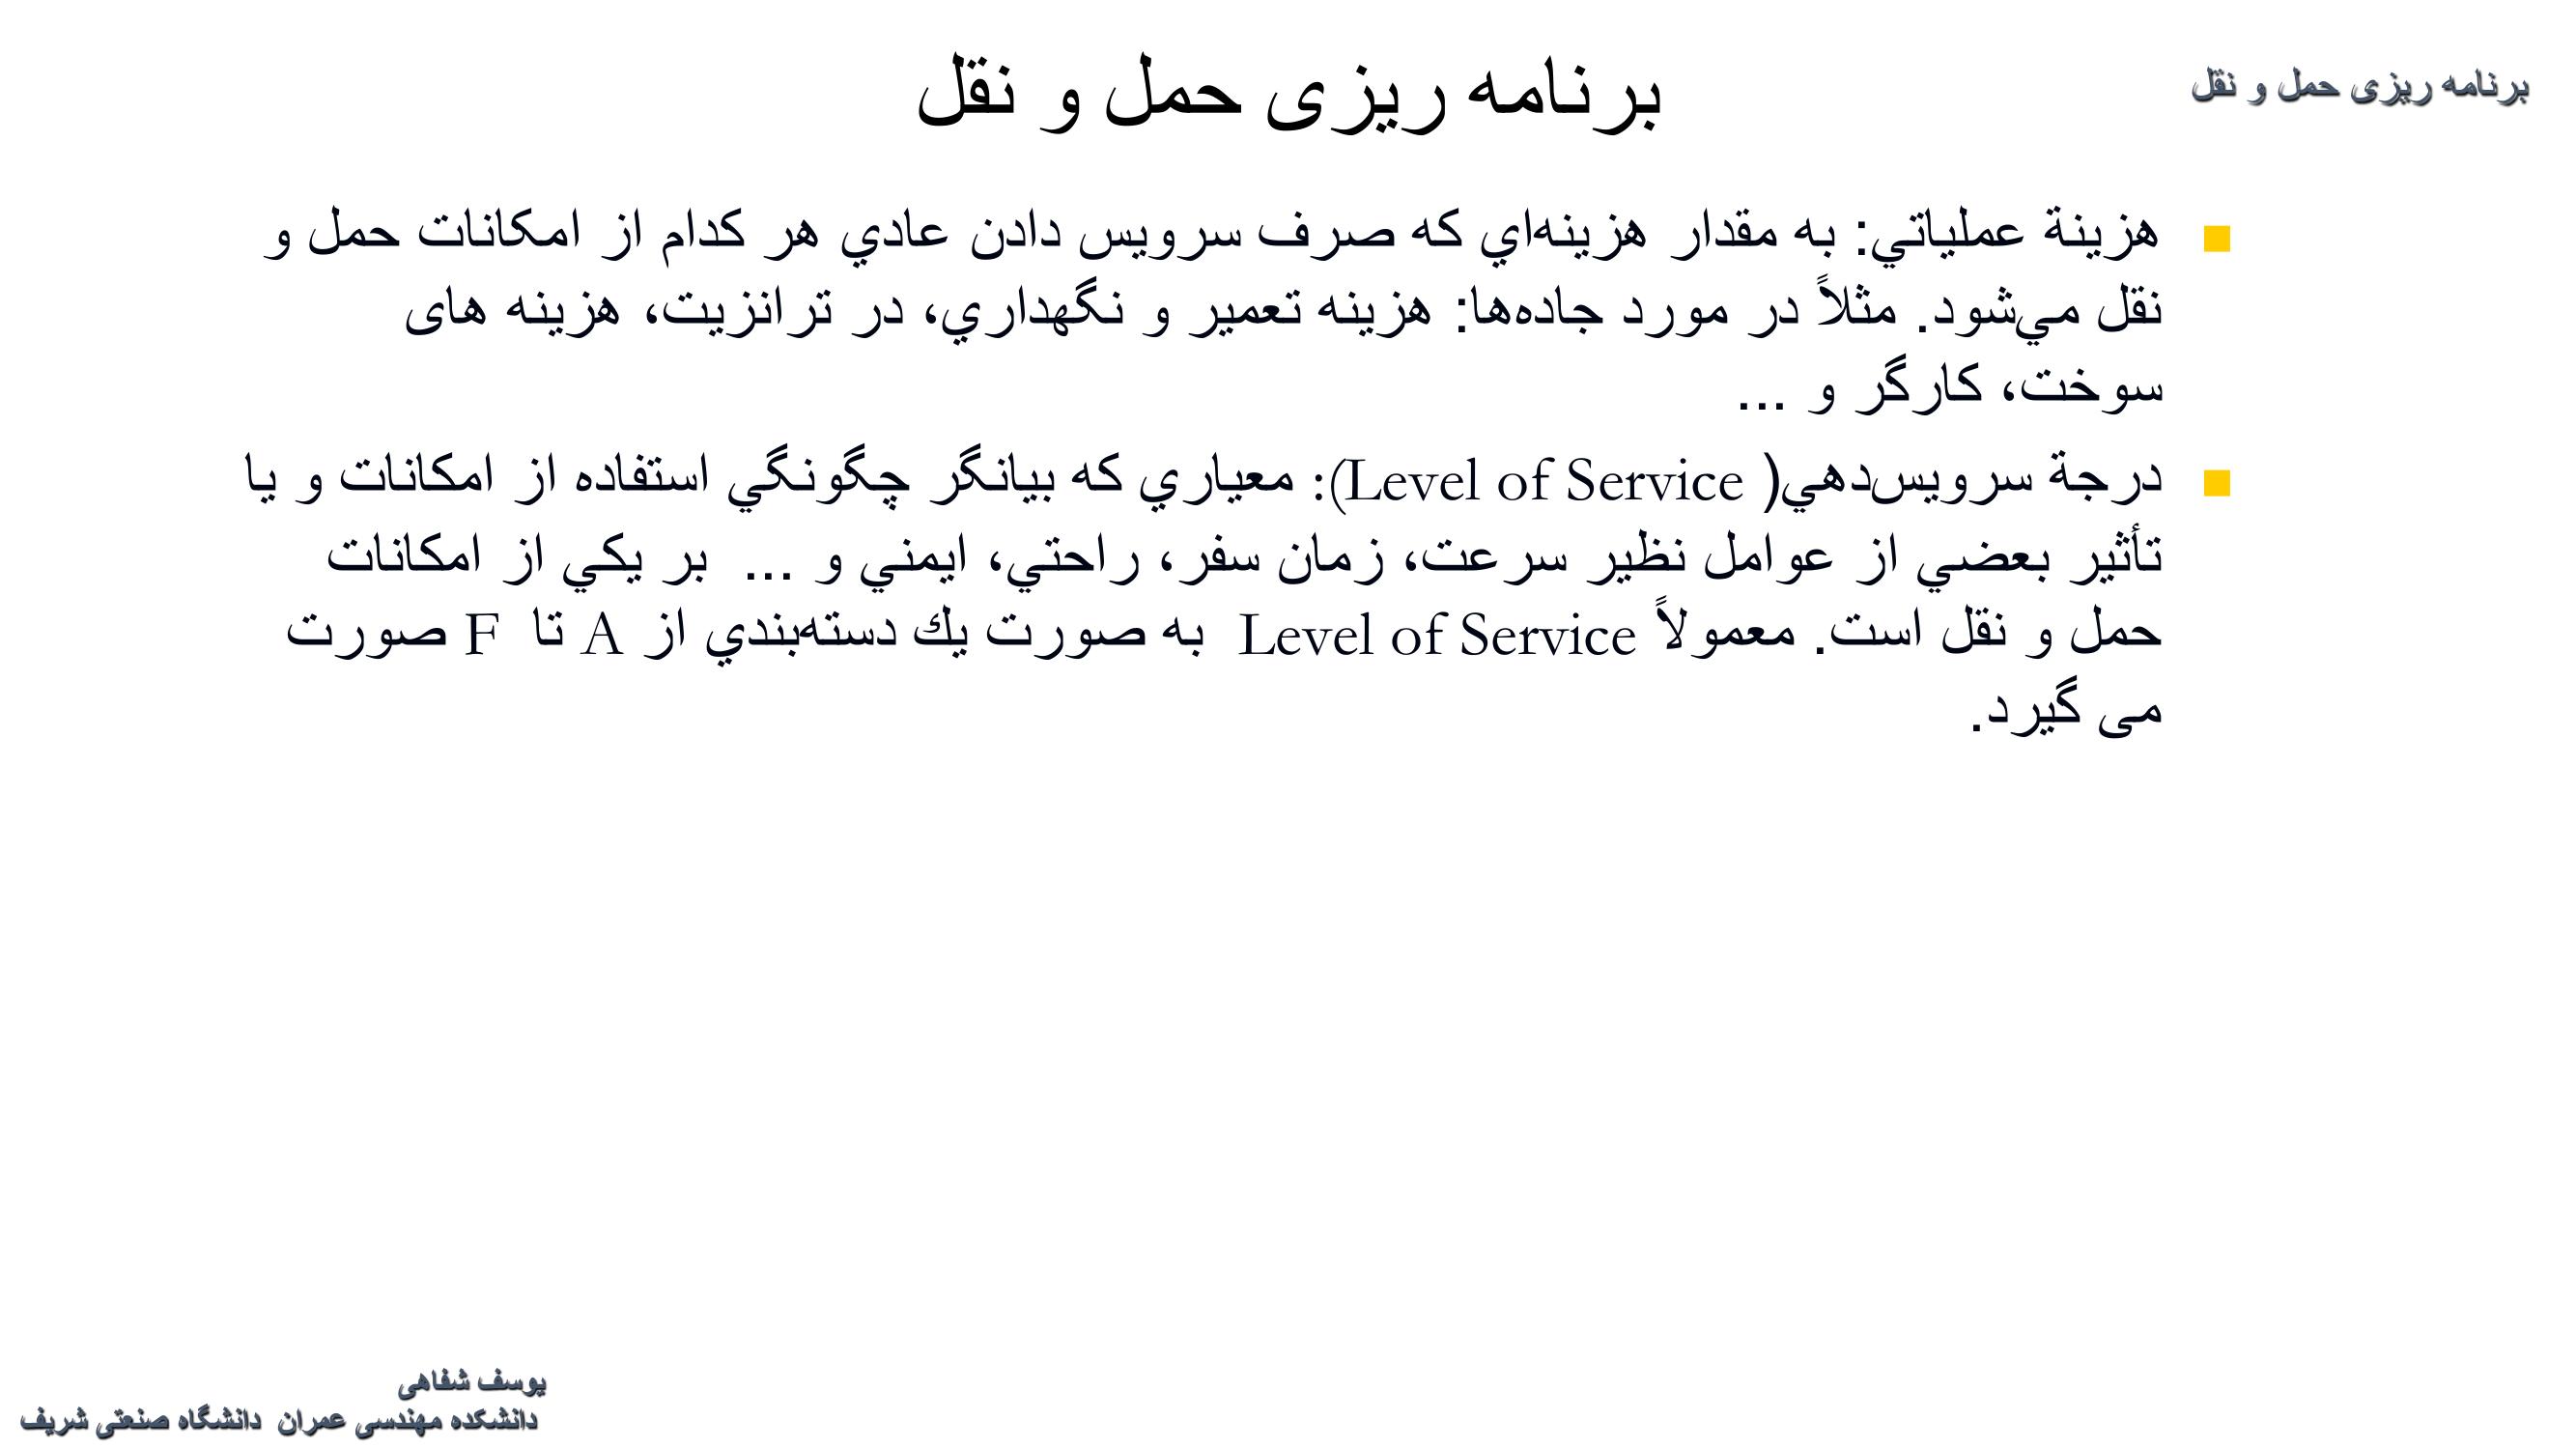 برنامه ریزی حمل و نقل
برنامه ریزی حمل و نقل
هزينة عملياتي: به مقدار هزينه‌اي كه صرف سرويس دادن عادي هر كدام از امكانات حمل و
نقل مي‌شود. مثلاً در مورد جاده‌ها: هزينه تعمير و نگهداري، در ترانزيت، هزينه های
سوخت، كارگر و ...
درجة سرويس‌دهي( Level of Service): معياري كه بيانگر چگونگي استفاده از امكانات و يا
تأثير بعضي از عوامل نظير سرعت، زمان سفر، راحتي، ايمني و ... بر يكي از امكانات
حمل و نقل است. معمولاً Level of Service به صورت يك دسته‌بندي از A تا F صورت
می گیرد.
یوسف شفاهی
دانشکده مهندسی عمران دانشگاه صنعتی شریف